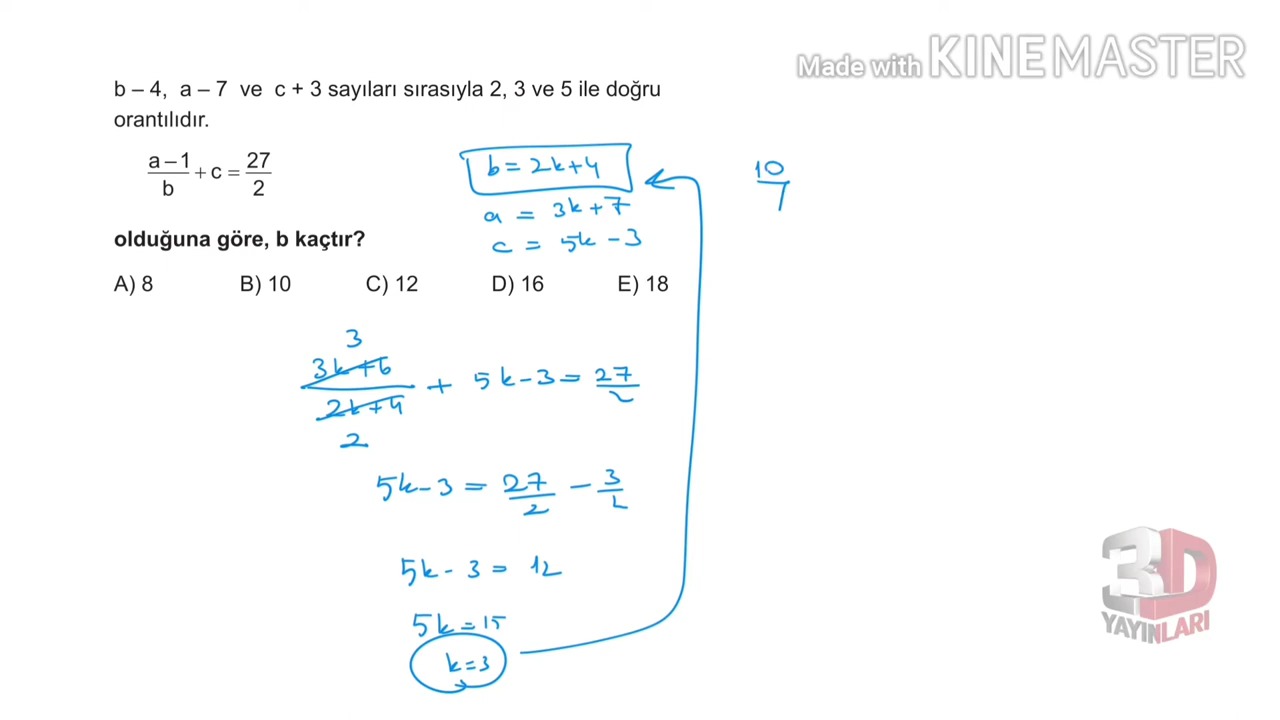 Made with KINEMASTER
b – 4, a – 7 ve c + 3 sayıları sırasıyla 2, 3 ve 5 ile doğru
orantılıdır.
a – 1 / b + c = 27 / 2
olduğuna göre, b kaçtır?
A) 8 B) 10 C) 12 D) 16 E) 18
b = 2k+4
a = 3k+7
c = 5k-3
10 / 7
3
3k+6 / 2k+4 + 5k-3 = 27 / 2
2
5k-3 = 27 / 2 - 3 / 2
5k-3 = 12
5k = 15
k=3
3D
YAYINLARI